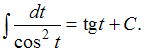 ∫ dt / cos² t = tgt + C.